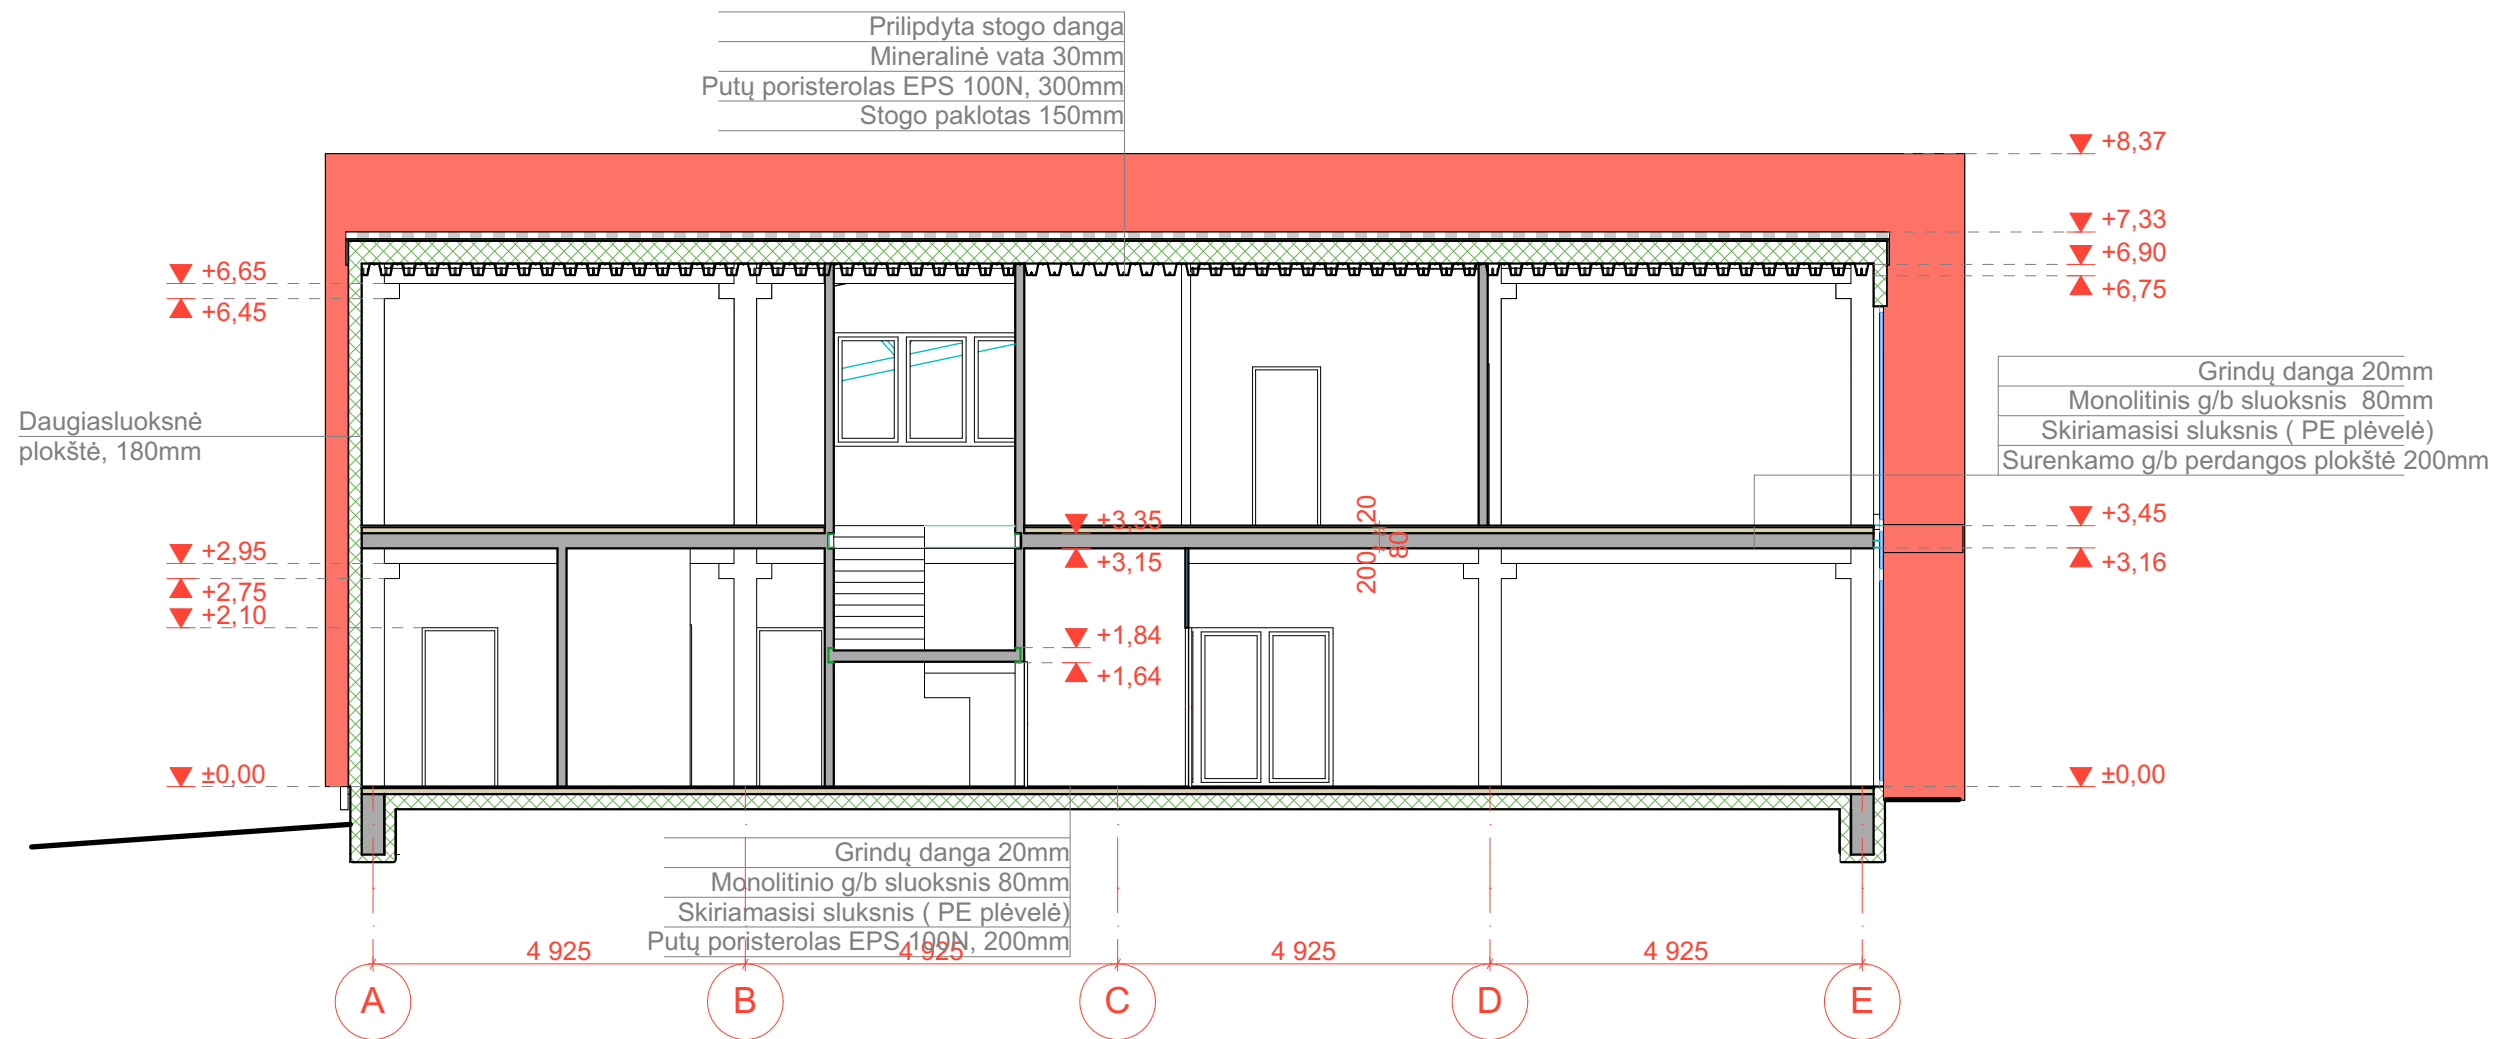 Prilipdyta stogo danga
Mineralinė vata 30mm
Putų poristerolas EPS 100N, 300mm
Stogo paklotas 150mm
+8,37
+7,33
+6,90
+6,75
+6,65
+6,45
Daugiasluoksnė
plokštė, 180mm
Grindų danga 20mm
Monolitinis g/b sluoksnis 80mm
Skiriamasisi sluksnis ( PE plėvelė)
Surenkamo g/b perdangos plokštė 200mm
+3,35
+3,15
20
80
200
+3,45
+3,16
+2,95
+2,75
+2,10
+1,84
+1,64
±0,00
±0,00
Grindų danga 20mm
Monolitinio g/b sluoksnis 80mm
Skiriamasisi sluksnis ( PE plėvelė)
Putų poristerolas EPS 100N, 200mm
4 925
4 925
4 925
4 925
A
B
C
D
E